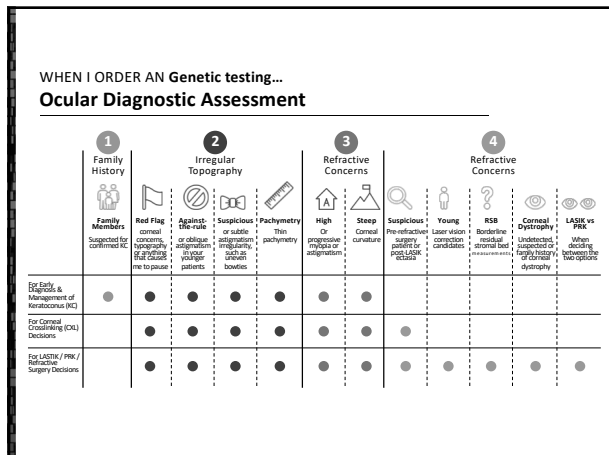 WHEN I ORDER AN Genetic testing...
Ocular Diagnostic Assessment
1
Family
History
2
Irregular
Topography
3
Refractive
Concerns
4
Refractive
Concerns
A
Family
Members
Suspected for
confirmed KC
Red Flag
corneal
concerns,
typography
or anything
that causes
me to pause
Against-
the-rule
or oblique
astigmatism
in your
younger
patients
Suspicious
or subtle
astigmatism
irregularity,
such as
uneven
bowties
Pachymetry
Thin
pachymetry
High
Or
progressive
myopia or
astigmatism
Steep
Corneal
curvature
Suspicious
Pre-refractive
surgery
patient or
post-LASIK
ectasia
Young
Laser vision
correction
candidates
RSB
Borderline
residual
stromal bed
measurements
Corneal
Dystrophy
Undetected,
suspected or
family history
of corneal
dystrophy
LASIK vs
PRK
When
deciding
between the
two options
For Early
Diagnosis &
Management of
Keratoconus (KC)
For Corneal
Crosslinking (CXL)
Decisions
For LASTIK / PRK /
Refractive
Surgery Decisions